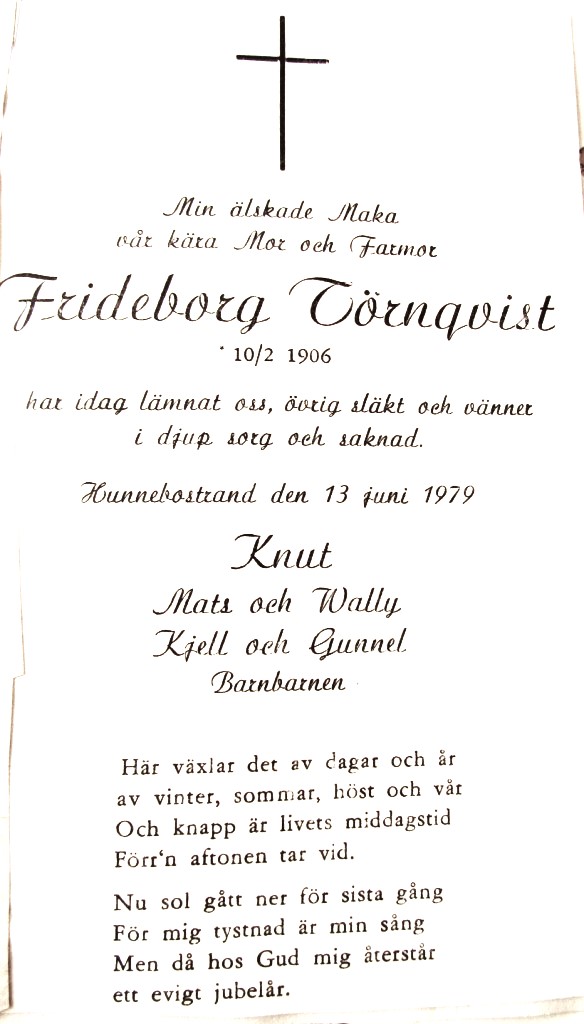 Min älskade Maka
vår kära Mor och Farmor
Frideborg Törnqvist
* 10/2 1906
har idag lämnat oss, övrig släkt och vänner
i djup sorg och saknad.
Hunnebostrand den 13 juni 1979
Knut
Mats och Wally
Kjell och Gunnel
Barnbarnen
Här växlar det av dagar och år
av vinter, sommar, höst och vår
Och knapp är livets middagstid
Förr'n aftonen tar vid.
Nu sol gått ner för sista gång
För mig tystnad är min sång
Men då hos Gud mig återstår
ett evigt jubelår.